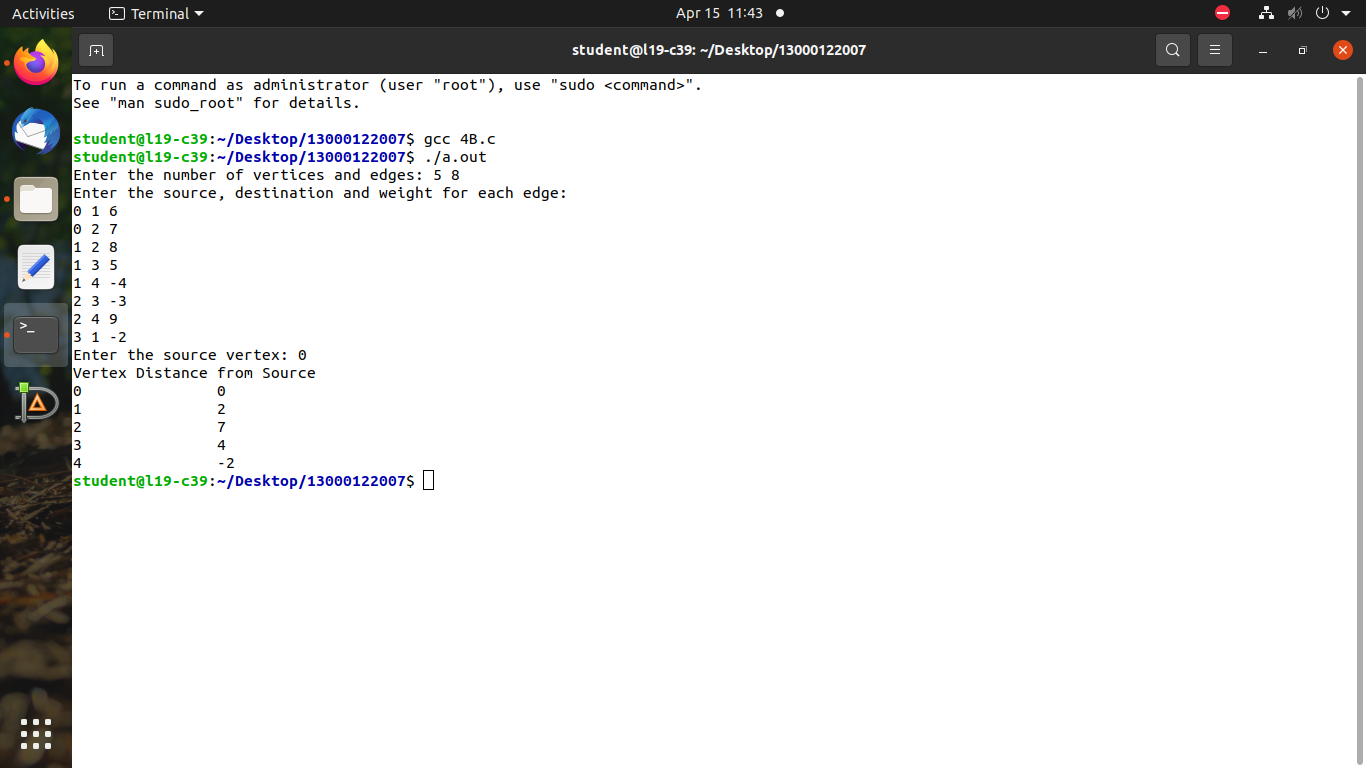 Activities Terminal Apr 15 11:43
student@l19-c39: ~/Desktop/13000122007
To run a command as administrator (user "root"), use "sudo <command>".
See "man sudo_root" for details.
student@l19-c39:~/Desktop/13000122007$ gcc 4B.c
student@l19-c39:~/Desktop/13000122007$ ./a.out
Enter the number of vertices and edges: 5 8
Enter the source, destination and weight for each edge:
0 1 6
0 2 7
1 2 8
1 3 5
1 4 -4
2 3 -3
2 4 9
3 1 -2
Enter the source vertex: 0
Vertex Distance from Source
0 0
1 2
2 7
3 4
4 -2
student@l19-c39:~/Desktop/13000122007$